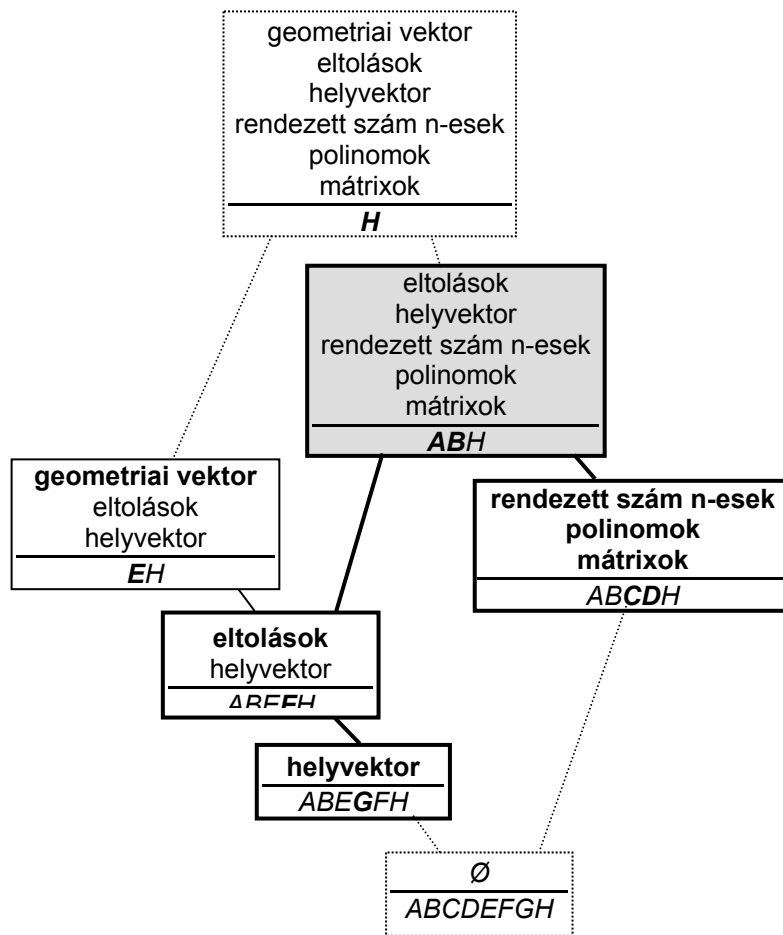 geometriai vektor
eltolások
helyvektor
rendezett szám n-esek
polinomok
mátrixok
H
eltolások
helyvektor
rendezett szám n-esek
polinomok
mátrixok
ABH
geometriai vektor
eltolások
helyvektor
EH
rendezett szám n-esek
polinomok
mátrixok
ABCDH
eltolások
helyvektor
ABEFH
helyvektor
ABEGFH
Ø
ABCDEFGH